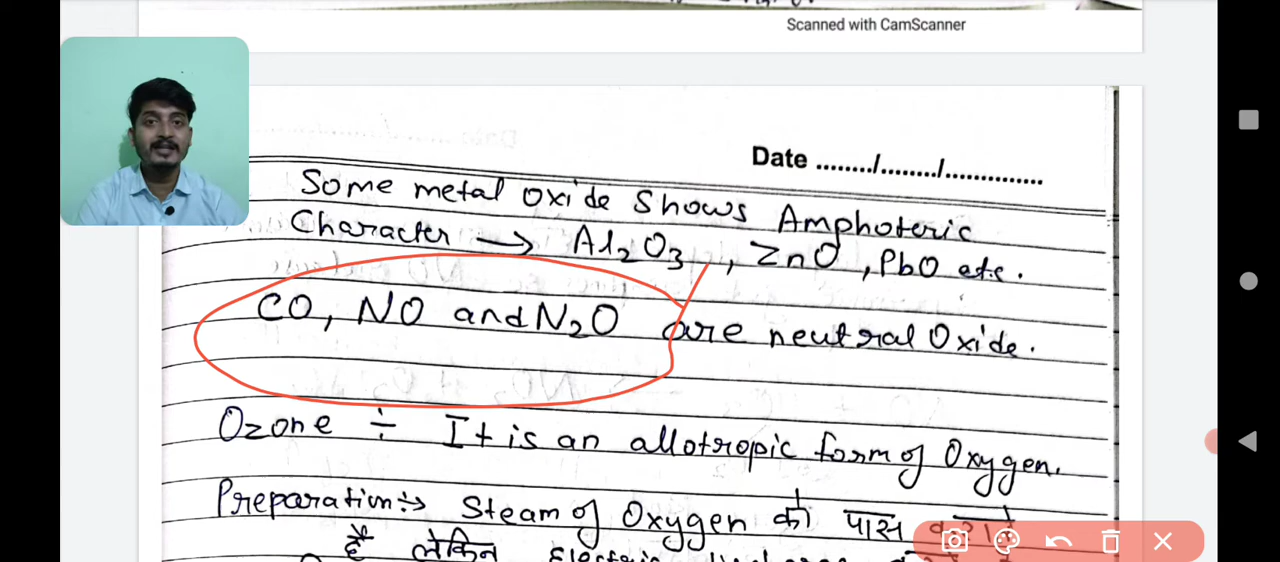 Scanned with CamScanner
Date ......../......../..............
Some metal oxide shows Amphoteric
Character → Al₂O₃, ZnO, PbO etc.
CO, NO and N₂O are neutral Oxide.
Ozone ÷ It is an allotropic form of Oxygen.
Preparation:→ Steam of Oxygen को पास
है लेकिन Electric